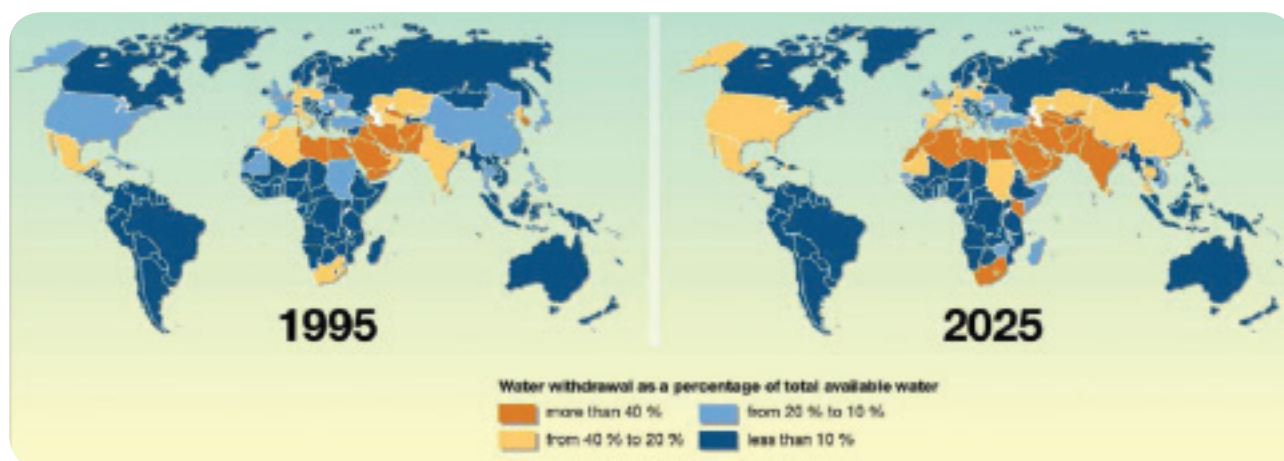 1995
2025
Water withdrawal as a percentage of total available water
more than 40 %
from 20 % to 10 %
from 40 % to 20 %
less than 10 %